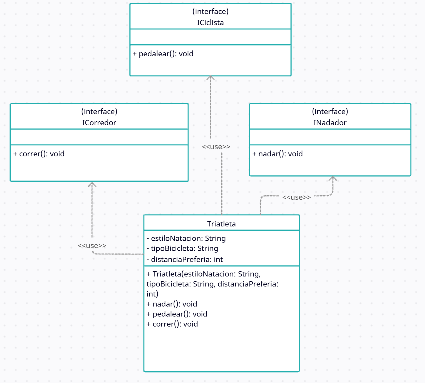 (Interface)
ICiclista
+ pedalear(): void
(Interface)
ICorredor
+ correr(): void
(Interface)
INadador
+ nadar(): void
<<use>>
<<use>>
<<use>>
Triatleta
- estiloNatacion: String
- tipoBicicleta: String
- distanciaPreferia: int
+ Triatleta(estiloNatacion: String,
tipoBicicleta: String, distanciaPreferia:
int)
+ nadar(): void
+ pedalear(): void
+ correr(): void